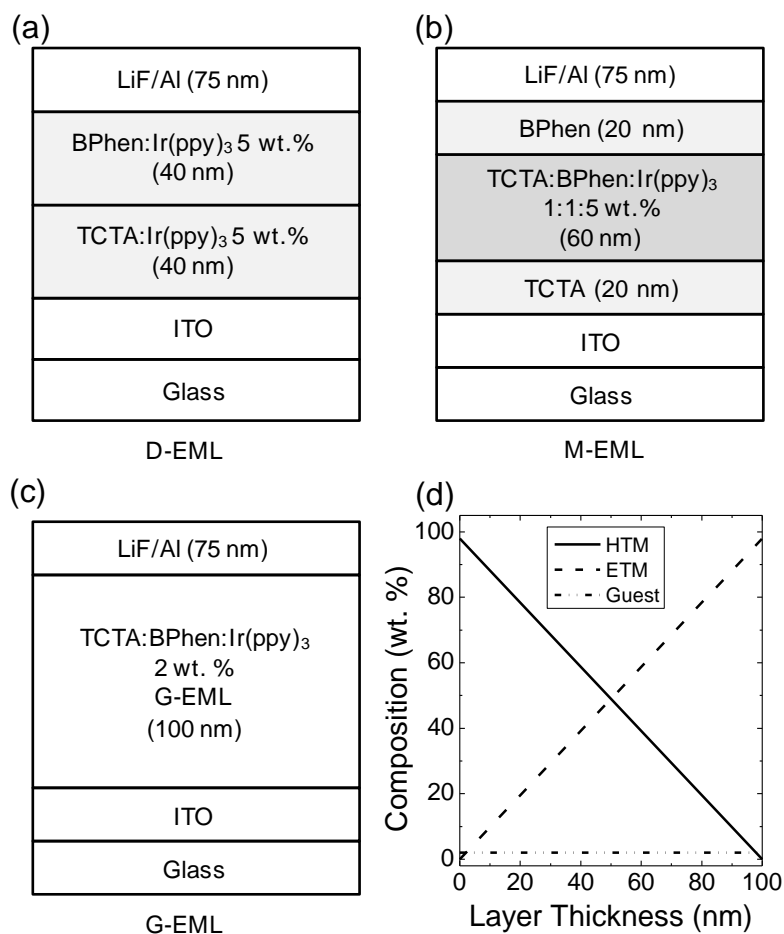 (a)
LiF/Al (75 nm)
BPhen:Ir(ppy)₃ 5 wt.%
(40 nm)
TCTA:Ir(ppy)₃ 5 wt.%
(40 nm)
ITO
Glass
D-EML
(b)
LiF/Al (75 nm)
BPhen (20 nm)
TCTA:BPhen:Ir(ppy)₃
1:1:5 wt.%
(60 nm)
TCTA (20 nm)
ITO
Glass
M-EML
(c)
LiF/Al (75 nm)
TCTA:BPhen:Ir(ppy)₃
2 wt. %
G-EML
(100 nm)
ITO
Glass
G-EML
(d)
HTM
ETM
Guest
Composition (wt. %)
100
80
60
40
20
0
0 20 40 60 80 100
Layer Thickness (nm)